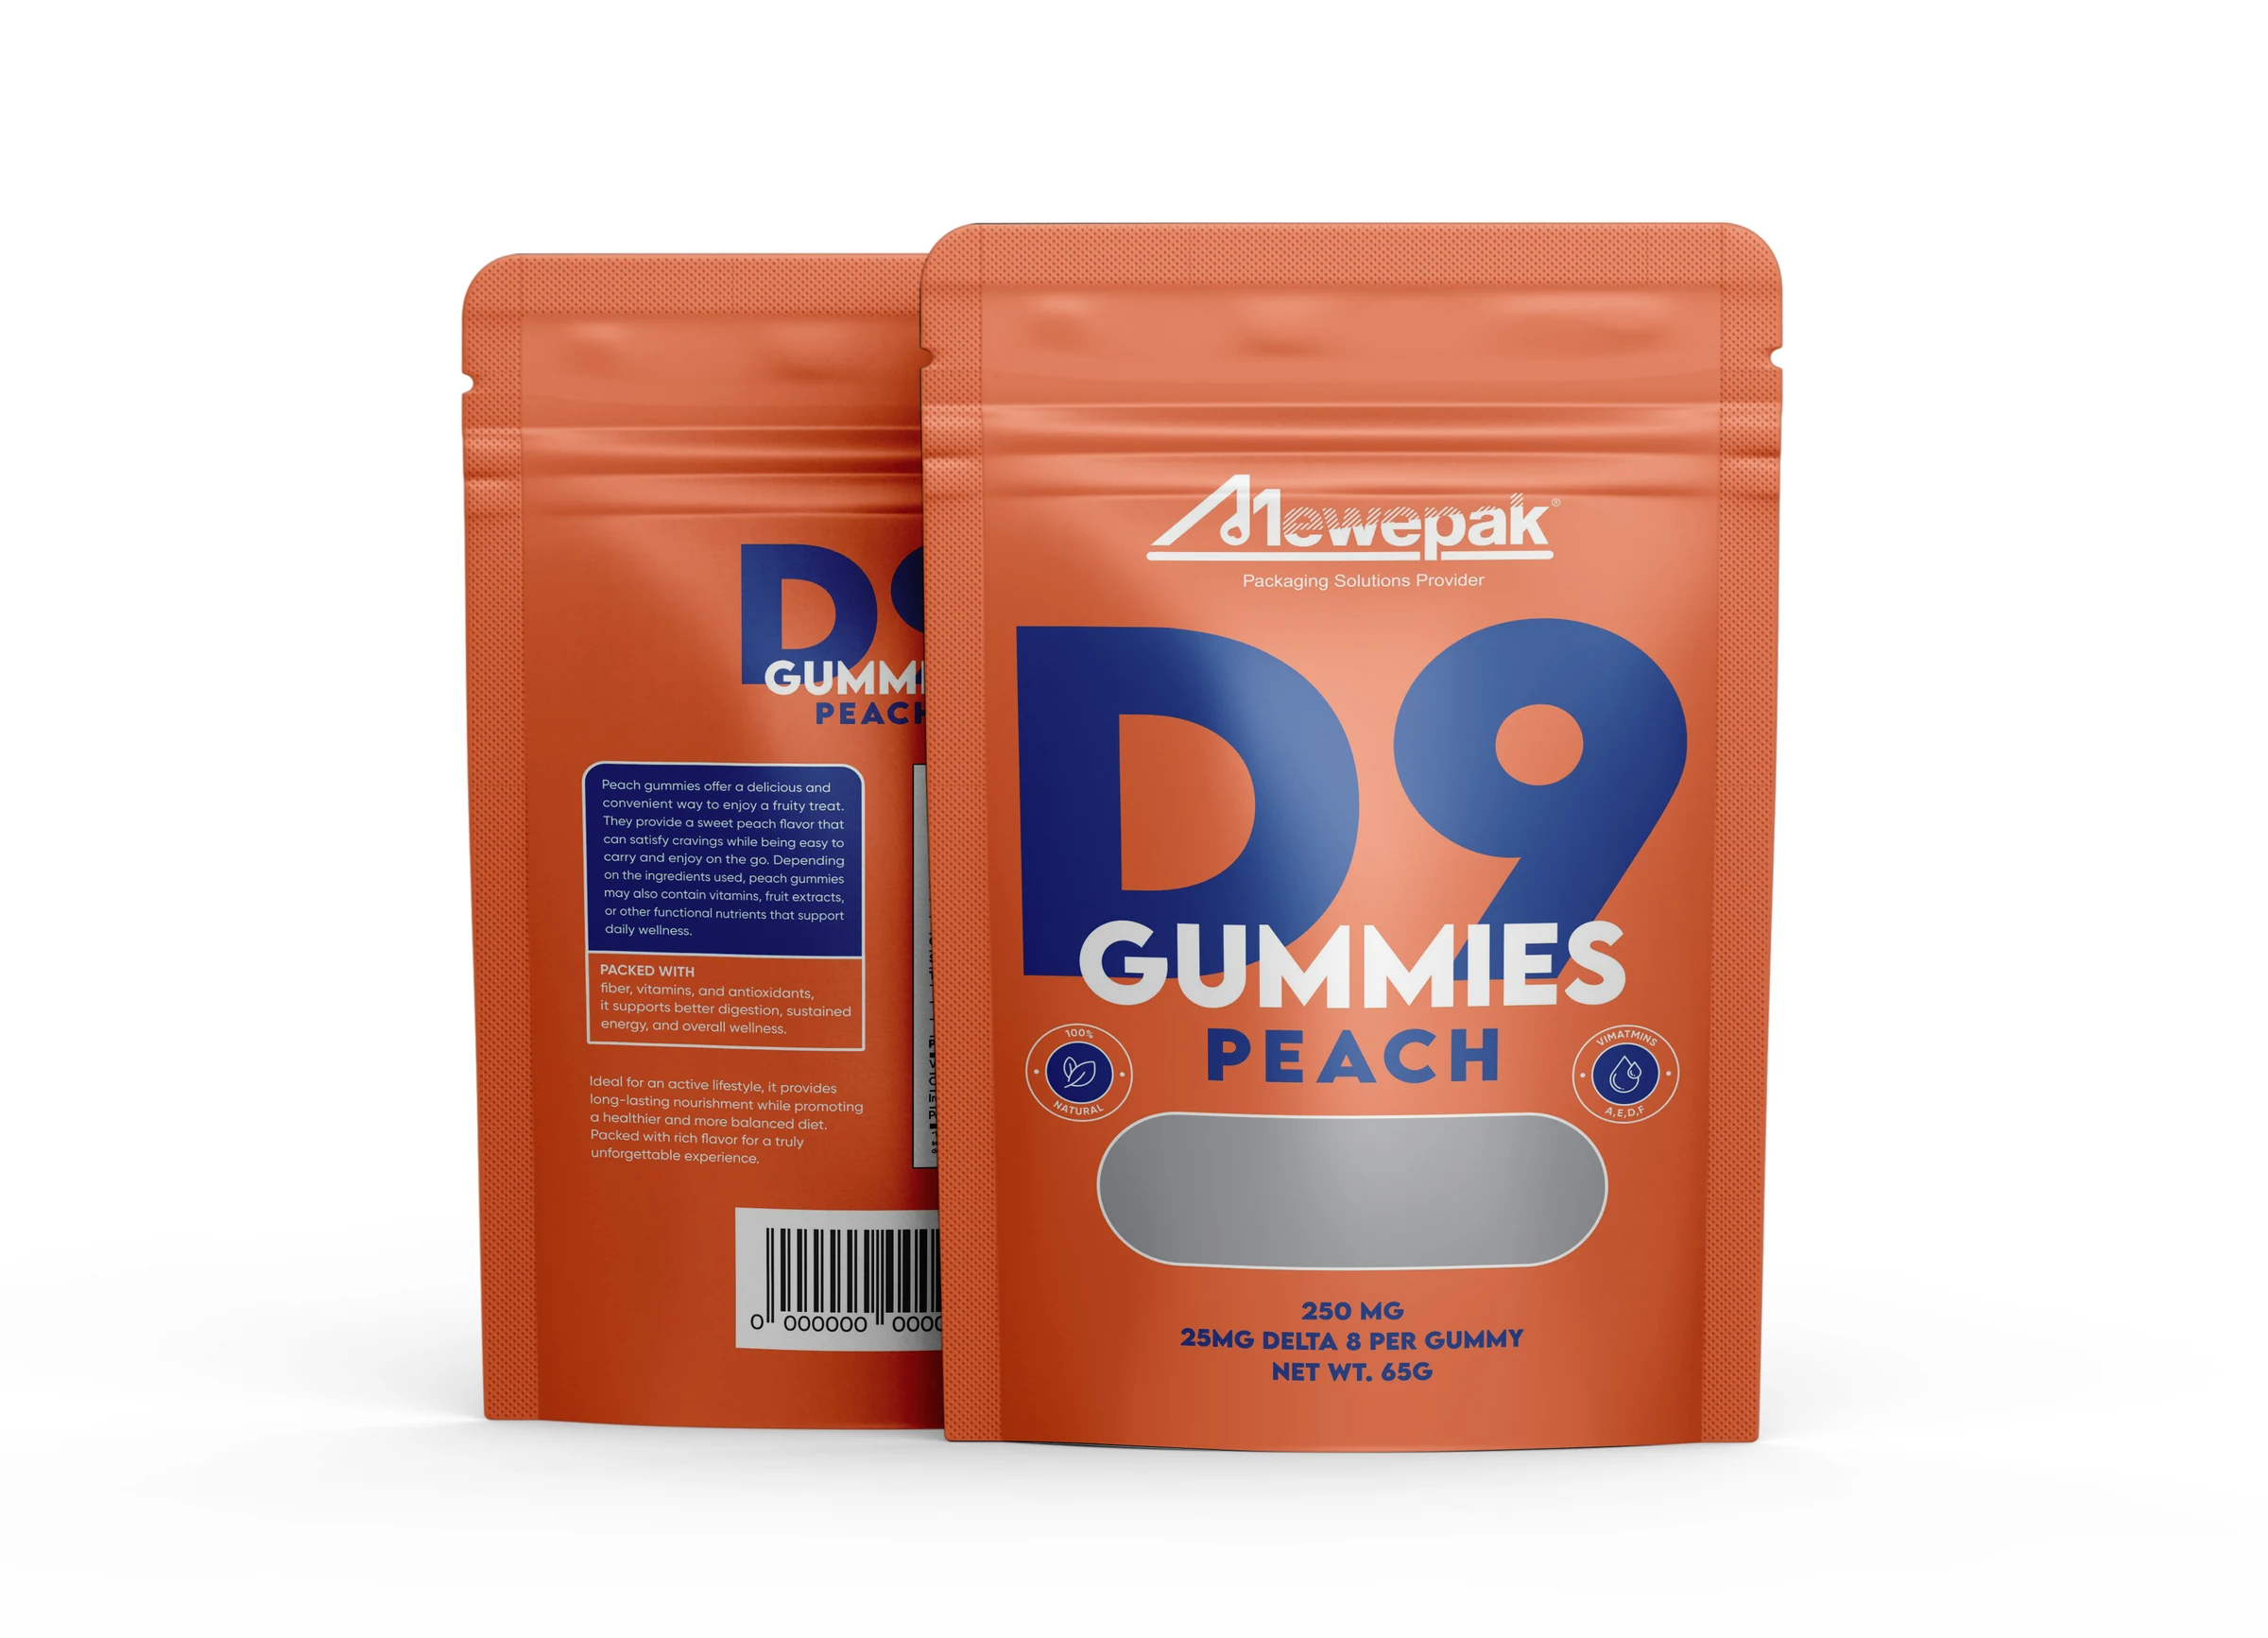 D
GUMMI
PEACH
Peach gummies offer a delicious and
convenient way to enjoy a fruity treat.
They provide a sweet peach flavor that
can satisfy cravings while being easy to
carry and enjoy on the go. Depending
on the ingredients used, peach gummies
may also contain vitamins, fruit extracts,
or other functional nutrients that support
daily wellness.
PACKED WITH
fiber, vitamins, and antioxidants,
it supports better digestion, sustained
energy, and overall wellness.
Ideal for an active lifestyle, it provides
long-lasting nourishment while promoting
a healthier and more balanced diet.
Packed with rich flavor for a truly
unforgettable experience.
0 000000 0000
Mewepak®
Packaging Solutions Provider
D9
GUMMIES
PEACH
100%
NATURAL
VIMATMINS
A,E,D,F
250 MG
25MG DELTA 8 PER GUMMY
NET WT. 65G